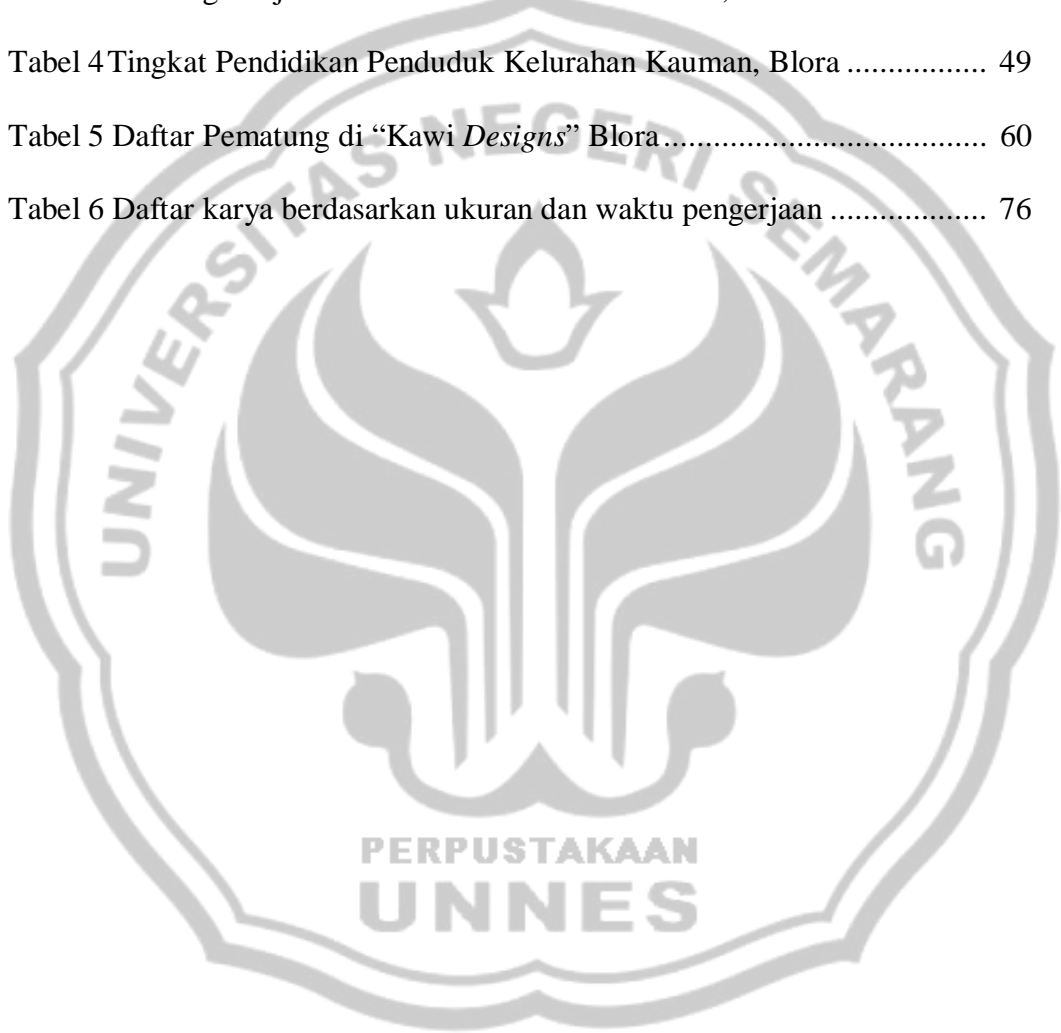 Tabel 4 Tingkat Pendidikan Penduduk Kelurahan Kauman, Blora ................. 49
Tabel 5 Daftar Pematung di “Kawi Designs” Blora ....................................... 60
Tabel 6 Daftar karya berdasarkan ukuran dan waktu pengerjaan ................... 76
UNIVERSITAS NEGERI SEMARANG
PERPUSTAKAAN
UNNES